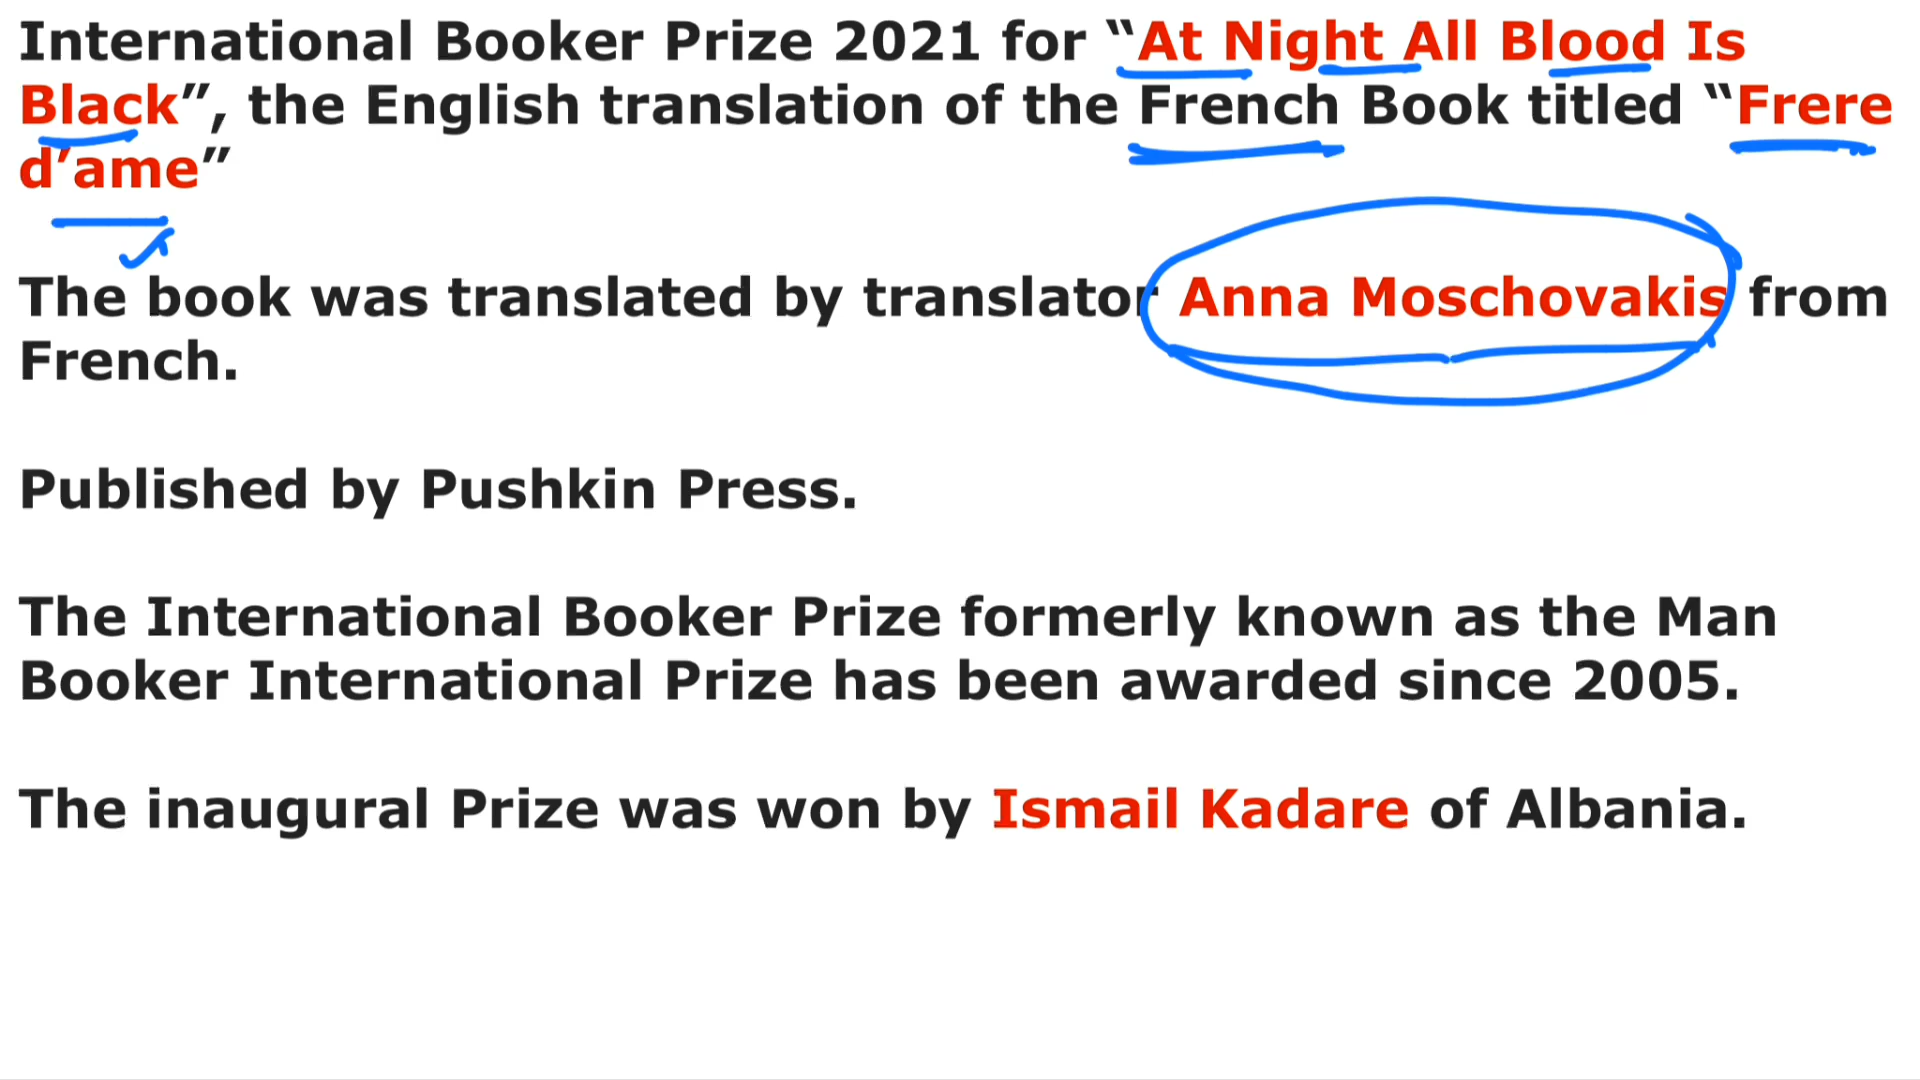 International Booker Prize 2021 for “At Night All Blood Is
Black”, the English translation of the French Book titled “Frere
d’ame”
The book was translated by translator Anna Moschovakis from
French.
Published by Pushkin Press.
The International Booker Prize formerly known as the Man
Booker International Prize has been awarded since 2005.
The inaugural Prize was won by Ismail Kadare of Albania.